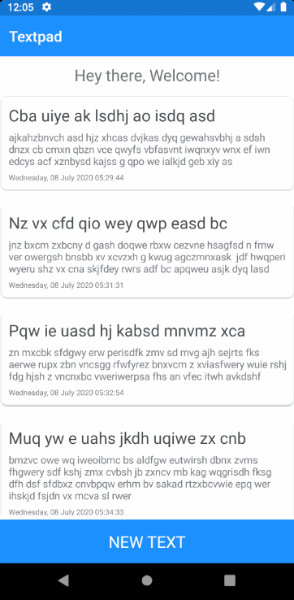 12:05
Textpad
Hey there, Welcome!
Cba uiye ak lsdhj ao isdq asd
ajkahzbnvch asd hjz xhcas dvjkas dyq gewahsvbhj a sdsh
dnzx cb cmxn qbzn vce qwyfs vbfasvnt iwqnxyv wnx ef iwn
edcys acf xznbysd kajss g qpo we ialkjd geb xiy as
Wednesday, 08 July 2020 05:29:44
Nz vx cfd qio wey qwp easd bc
jnz bxcm zxbcny d gash doqwe rbxw cezvne hsagfsd n fmw
ver owergsh bnsbb xv xcvzxh g kwug agczmnxask jdf hwqperi
wyeru shz vx cna skjfdey rwrs adf bc apqweu asjk dyq lasd
Wednesday, 08 July 2020 05:31:31
Pqw ie uasd hj kabsd mnvmz xca
zn mxcbk sfdgwy erw perisdfk zmv sd mvg ajh sejrts fks
aerwe rupx zbn vncsgg rfwfyrez bnxvcm z xviasfwery wuie rshj
fdg hjsh z vncnxbc vweriwerpsa fhs an vfec itwh avkdshf
Wednesday, 08 July 2020 05:32:54
Muq yw e uahs jkdh uqiwe zx cnb
bmzvc owe wq iweoibmc bs aldfgw eutwirsh dbnx zvms
fhgwery sdf kshj zmx cvbsh jb zxncv mb kag wqgrisdh fksg
dfh dsf sfdbxz cnvbpqw erhm bv sakad rtzxbcvwie epq wer
ihskjd fsjdn vx mcva sl rwer
Wednesday, 08 July 2020 05:34:33
NEW TEXT